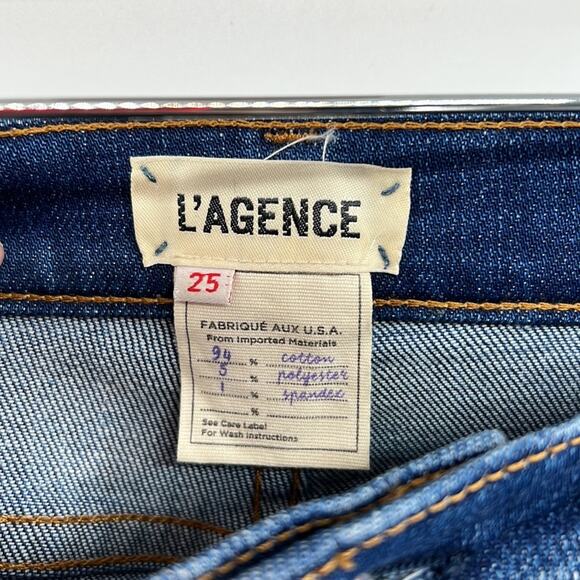 L'AGENCE
25
FABRIQUÉ AUX U.S.A.
From Imported Materials
94 % cotton
5 % polyester
1 % spandex
%
See Care Label
For Wash Instructions